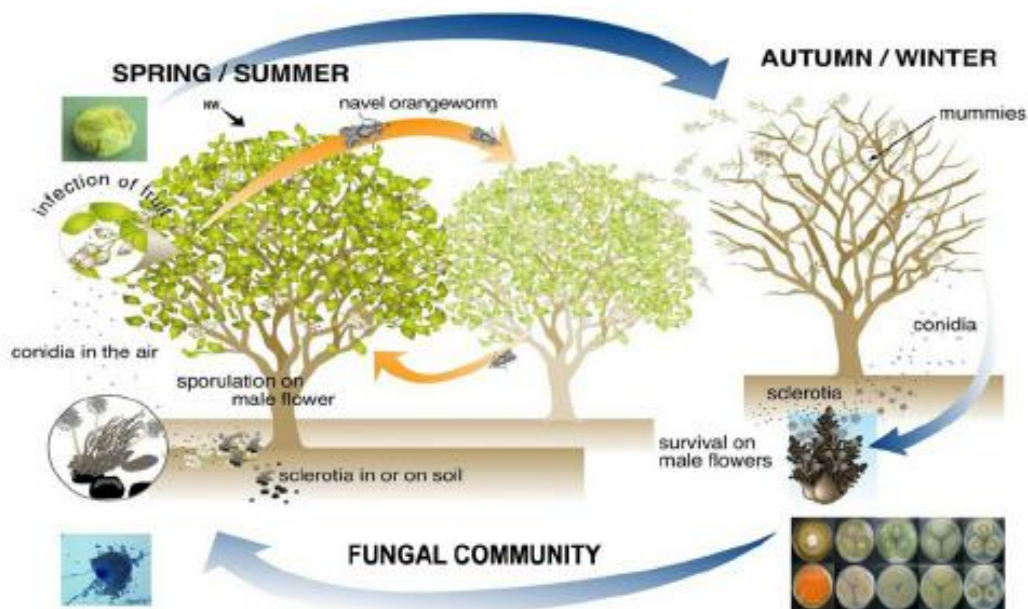 SPRING / SUMMER
AUTUMN / WINTER
NW
navel orangeworm
mummies
infection of fruit
conidia in the air
conidia
sporulation on
male flower
sclerotia
survival on
male flowers
sclerotia in or on soil
FUNGAL COMMUNITY